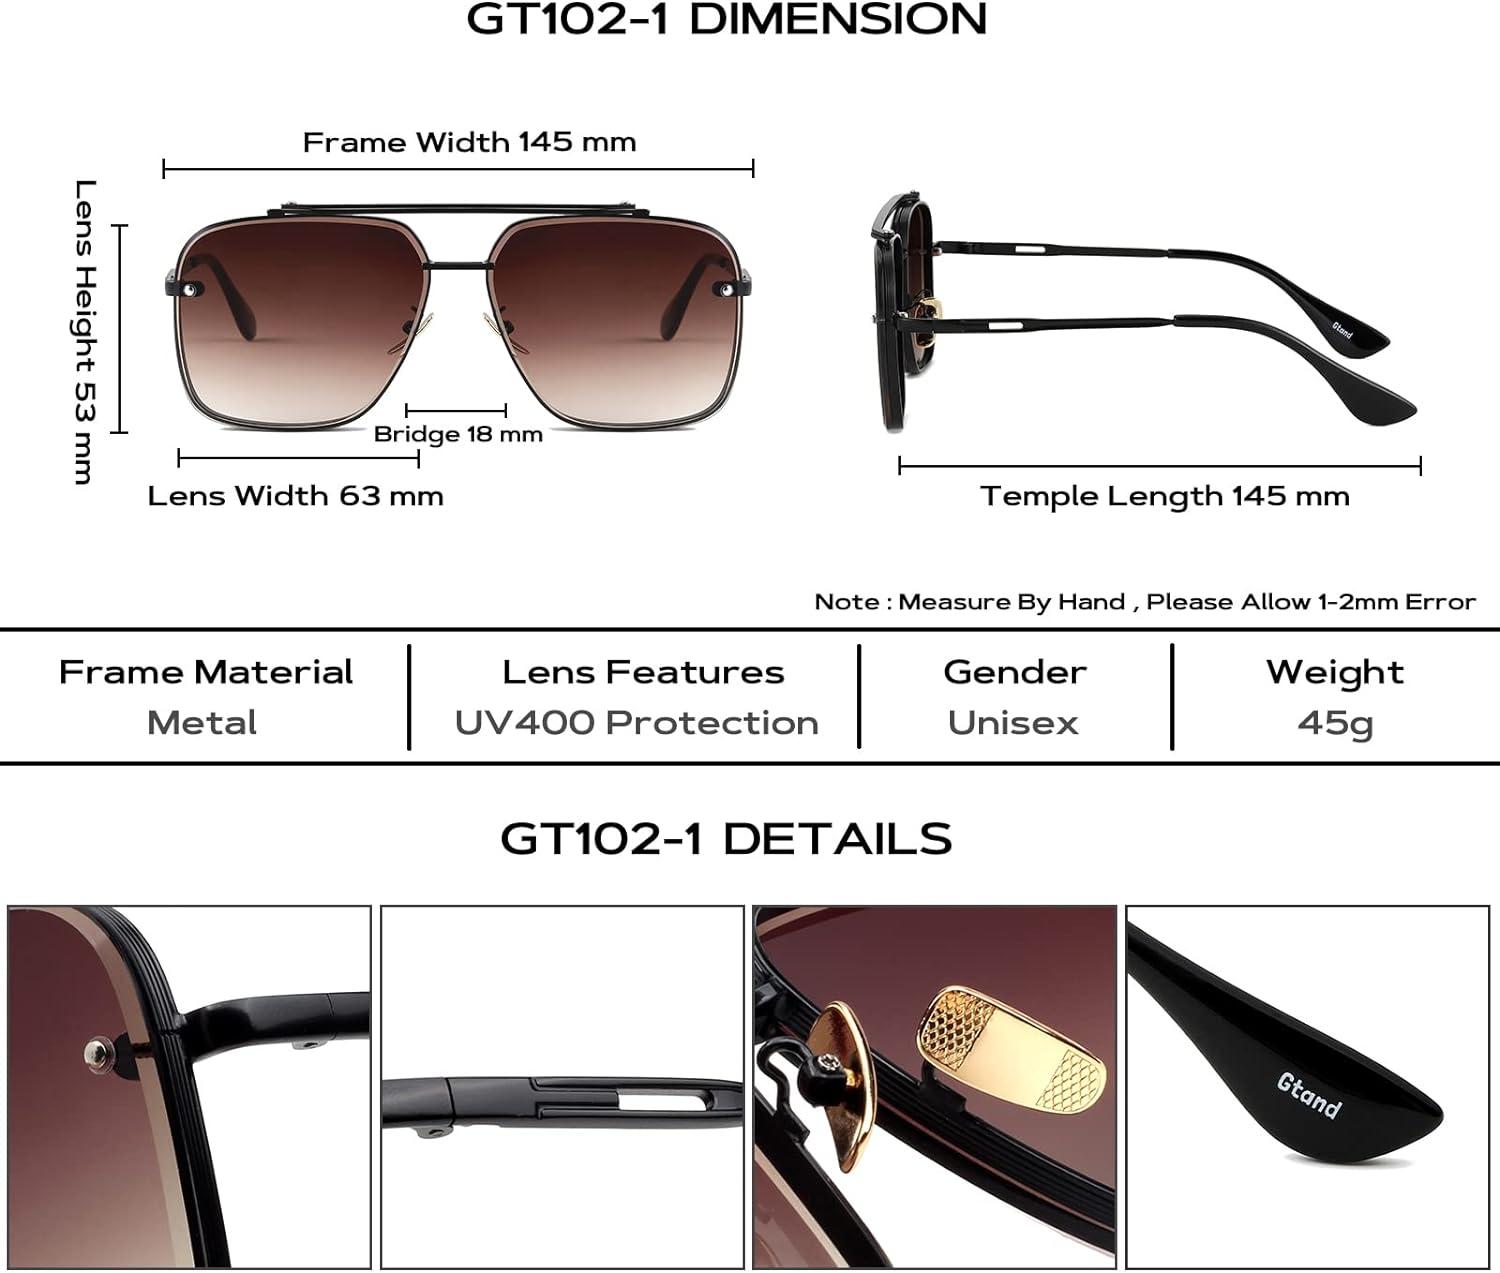 GT102-1 DIMENSION
Frame Width 145 mm
Lens Height 53 mm
Bridge 18 mm
Lens Width 63 mm
Gtand
Temple Length 145 mm
Note : Measure By Hand , Please Allow 1-2mm Error
Frame Material
Lens Features
Gender
Weight
Metal
UV400 Protection
Unisex
45g
GT102-1 DETAILS
Gtand